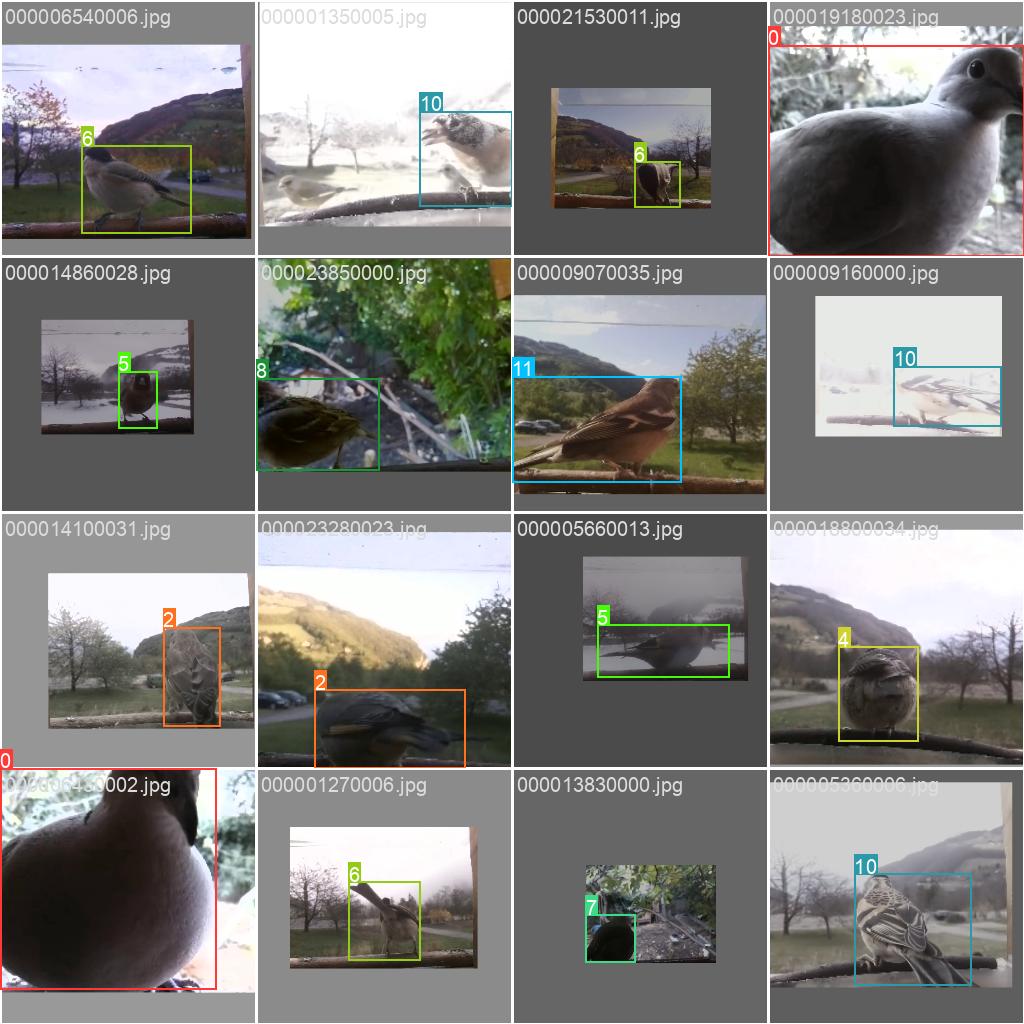 000006540006.jpg
000001350005.jpg
000021530011.jpg
000019180023.jpg
6
10
6
0
000014860028.jpg
000023850000.jpg
000009070035.jpg
000009160000.jpg
5
8
11
10
000014100031.jpg
000023280023.jpg
000005660013.jpg
000018800034.jpg
2
2
5
4
0
000001270006.jpg
000013830000.jpg
000005360006.jpg
6
7
10